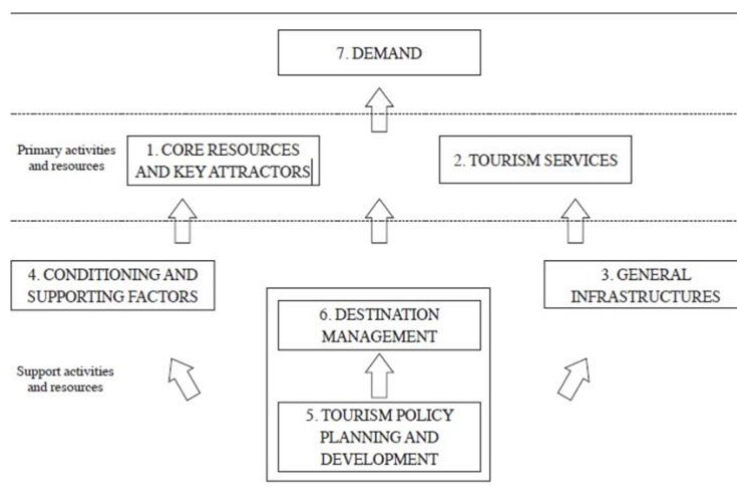 7. DEMAND
Primary activities
and resources
1. CORE RESOURCES
AND KEY ATTRACTORS
2. TOURISM SERVICES
4. CONDITIONING AND
SUPPORTING FACTORS
3. GENERAL
INFRASTRUCTURES
6. DESTINATION
MANAGEMENT
Support activities
and resources
5. TOURISM POLICY
PLANNING AND
DEVELOPMENT